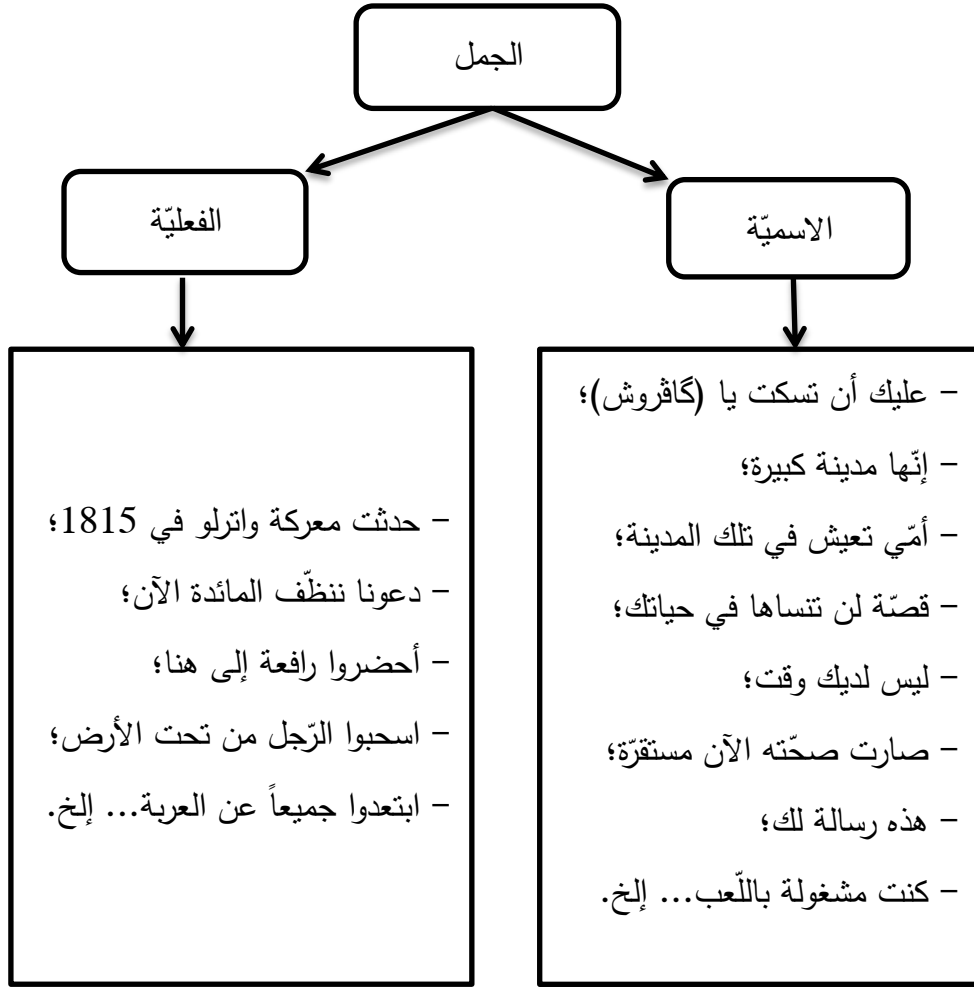 الجمل
الاسميّة
الفعليّة
- عليك أن تسكت يا (گاڤروش)؛
- إنّها مدينة كبيرة؛
- أمّي تعيش في تلك المدينة؛
- قصّة لن تنساها في حياتك؛
- ليس لديك وقت؛
- صارت صحّته الآن مستقرّة؛
- هذه رسالة لك؛
- كنت مشغولة باللّعب... إلخ.
- حدثت معركة واترلو في 1815؛
- دعونا ننظّف المائدة الآن؛
- أحضروا رافعة إلى هنا؛
- اسحبوا الرّجل من تحت الأرض؛
- ابتعدوا جميعاً عن العربة... إلخ.